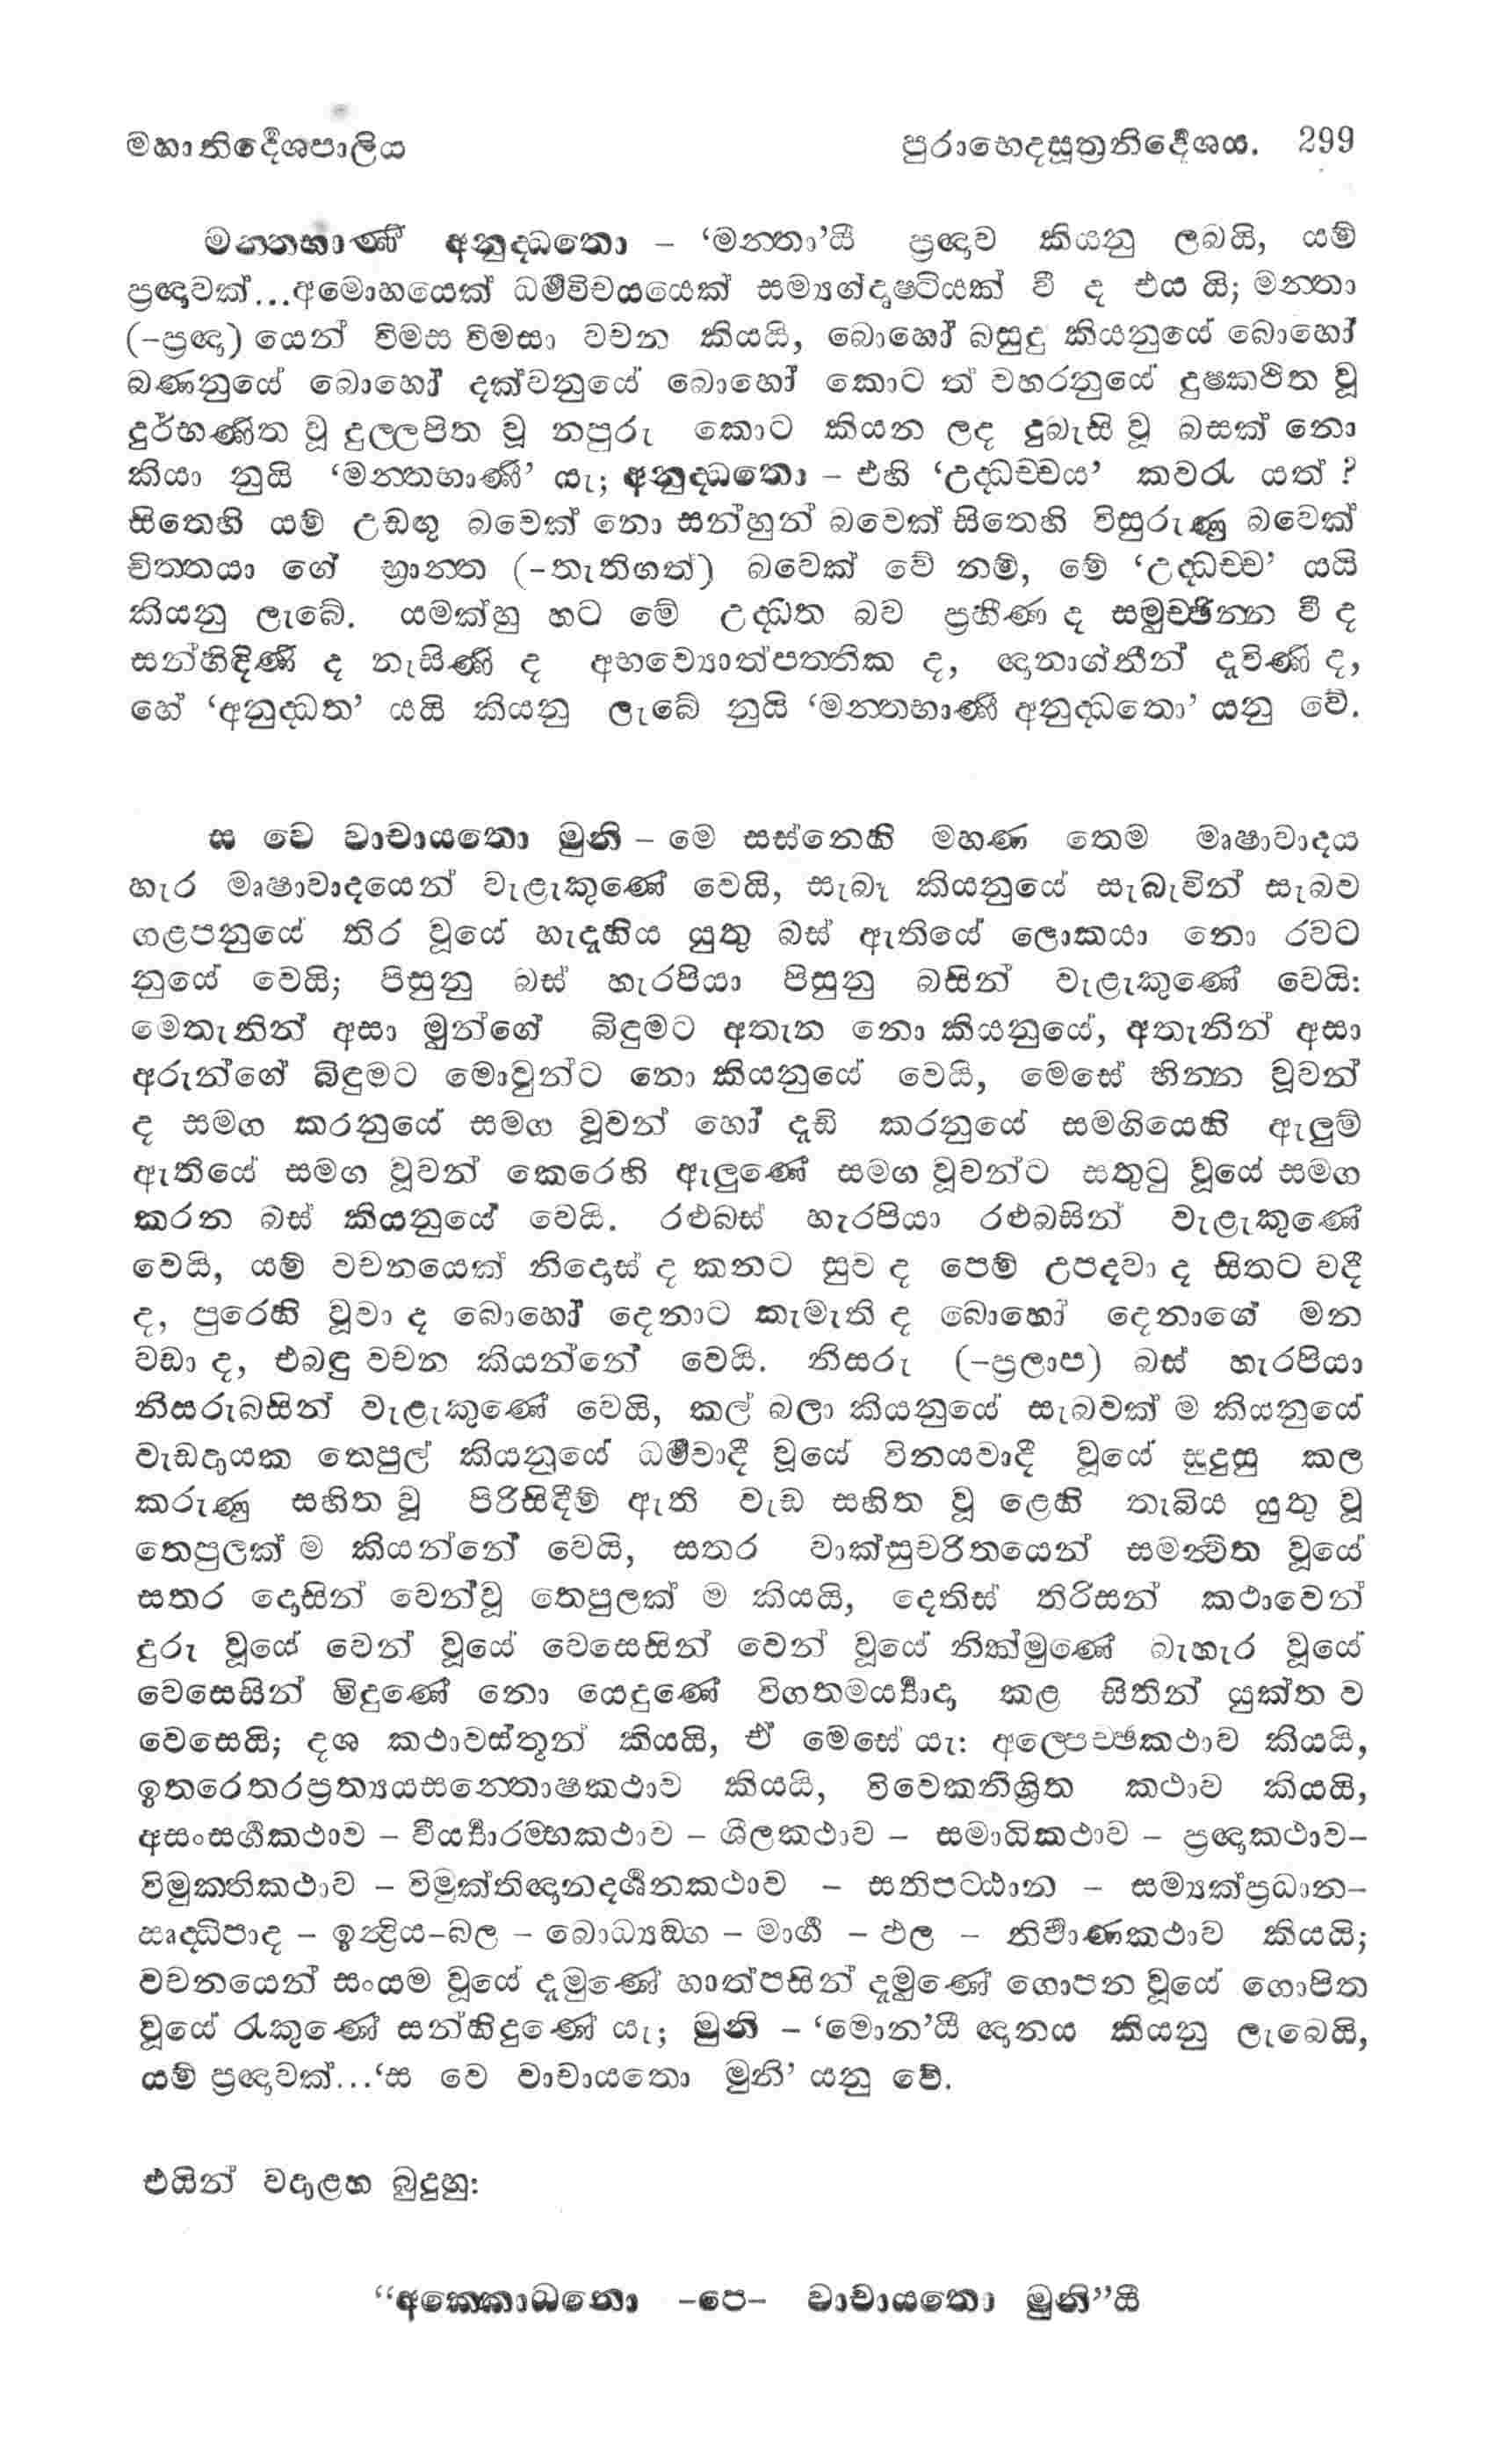 මහානිර්දේශපාලිය පුරාභෙදසූත්‍රනිර්දේශය. 299
මන්තභාණී අනුද්ධතො – ‘මන්තා’යී ප්‍රඥාව කියනු ලබයි, යම්
ප්‍රඥාවක්...අමොහයෙක් ධර්මවිචයයෙක් සම්‍යග්දෘෂ්ටියක් වී ද එය යි; මන්තා
(–ප්‍රඥා) යෙන් විමස විමසා වචන කියයි, බොහෝ බසුදු කියනුයේ බොහෝ
බණනුයේ බොහෝ දක්වනුයේ බොහෝ කොට ත් වහරනුයේ දුෂ්කථිත වූ
දුර්භණිත වූ දුල්ලපිත වූ නපුරු කොට කියන ලද දුබැසි වූ බසක් නො
කියා නුයි ‘මන්තභාණී’ යැ; අනුද්ධතො – එහි ‘උද්ධච්චය’ කවරැ යත් ?
සිතෙහි යම් උඩඟු බවෙක් නො සන්හුන් බවෙක් සිතෙහි විසුරුණු බවෙක්
චිත්තයා ගේ භ්‍රාන්ත (–තැතිගත්) බවෙක් වේ නම්, මේ ‘උද්ධච්ච’ යයි
කියනු ලැබේ. යමක්හු හට මේ උද්ධත බව ප්‍රහීණ ද සමුච්ඡින්න වී ද
සන්හිඳිණි ද නැසිණි ද අභව්‍යොත්පත්තික ද, ඥානාග්නීන් දැවිණි ද,
හේ ‘අනුද්ධත’ යයි කියනු ලැබේ නුයි ‘මන්තභාණී අනුද්ධතො’ යනු වේ.
ස වෙ වාචායතො මුනි – මෙ සස්නෙහි මහණ තෙම මෘෂාවාදය
හැර මෘෂාවාදයෙන් වැළැකුණේ වෙයි, සැබෑ කියනුයේ සැබැවින් සැබව
ගළපනුයේ තිර වූයේ හැදෑහිය යුතු බස් ඇතියේ ලොකයා නො රවට
නුයේ වෙයි; පිසුනු බස් හැරපියා පිසුනු බසින් වැළැකුණේ වෙයි:
මෙතැනින් අසා මුන්ගේ බිඳුමට අතැන නො කියනුයේ, අතැනින් අසා
අරුන්ගේ බිඳුමට මොවුන්ට නො කියනුයේ වෙයි, මෙසේ භින්න වූවන්
ද සමග කරනුයේ සමග වූවන් හෝ දැඩි කරනුයේ සමගියෙහි ඇලුම්
ඇතියේ සමග වූවන් කෙරෙහි ඇලුණේ සමග වූවන්ට සතුටු වූයේ සමග
කරන බස් කියනුයේ වෙයි. රළුබස් හැරපියා රළුබසින් වැළැකුණේ
වෙයි, යම් වචනයෙක් නිදොස් ද කනට සුව ද පෙම් උපදවා ද සිතට වදී
ද, පුරෙහි වූවා ද බොහෝ දෙනාට කැමැති ද බොහෝ දෙනාගේ මන
වඩා ද, එබඳු වචන කියන්නේ වෙයි. නිසරු (–ප්‍රලාප) බස් හැරපියා
නිසරුබසින් වැළැකුණේ වෙයි, කල් බලා කියනුයේ සැබවක් ම කියනුයේ
වැඩදායක තෙපුල් කියනුයේ ධර්මවාදී වූයේ විනයවාදී වූයේ සුදුසු කල
කරුණු සහිත වූ පිරිසිඳීම් ඇති වැඩ සහිත වූ ළෙහි තැබිය යුතු වූ
තෙපුලක් ම කියන්නේ වෙයි, සතර වාක්සුචරිතයෙන් සමන්විත වූයේ
සතර දොසින් වෙන්වූ තෙපුලක් ම කියයි, දෙතිස් තිරිසන් කථාවෙන්
දුරු වූයේ වෙන් වූයේ වෙසෙසින් වෙන් වූයේ නික්මුණේ බැහැර වූයේ
වෙසෙසින් මිදුණේ නො යෙදුණේ විගතමර්‍ය්‍යාදා කළ සිතින් යුක්ත ව
වෙසෙයි; දශ කථාවස්තූන් කියයි, ඒ මෙසේ යැ: අල්පෙච්ඡකථාව කියයි,
ඉතරෙතරප්‍රත්‍යයසන්තොෂකථාව කියයි, විවෙකනිශ්‍රිත කථාව කියයි,
අසංසර්ගකථාව – වීර්‍ය්‍යාරම්භකථාව – ශීලකථාව – සමාධිකථාව – ප්‍රඥාකථාව–
විමුක්තිකථාව – විමුක්තිඥානදර්ශනකථාව – සතිපට්ඨාන – සම්‍යක්ප්‍රධාන–
ඍද්ධිපාද – ඉන්ද්‍රිය–බල – බොධ්‍යඞ්ග – මාර්ග – ඵල – නිර්වාණකථාව කියයි;
වචනයෙන් සංයම වූයේ දැමුණේ හාත්පසින් දැමුණේ ගොපන වූයේ ගොපිත
වූයේ රැකුණේ සන්හිදුණේ යැ; මුනි – ‘මොන’යී ඥානය කියනු ලැබෙයි,
යම් ප්‍රඥාවක්...‘ස වෙ වාචායතො මුනි’ යනු වේ.
එයින් වදාළහ බුදුහු:
“අක්කොධනො –පෙ– වාචායතො මුනි”යී